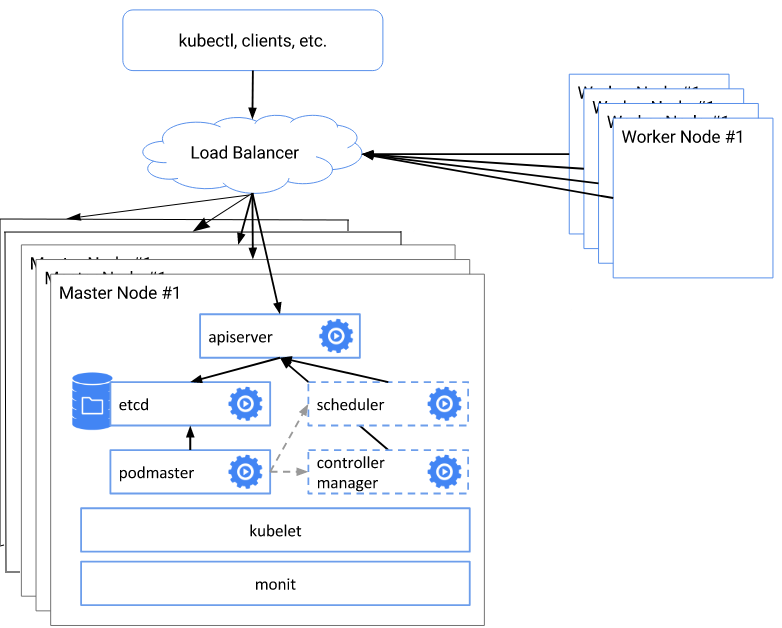 kubectl, clients, etc.
Load Balancer
Worker Node #1
Master Node #1
apiserver
etcd
scheduler
podmaster
controller
manager
kubelet
monit